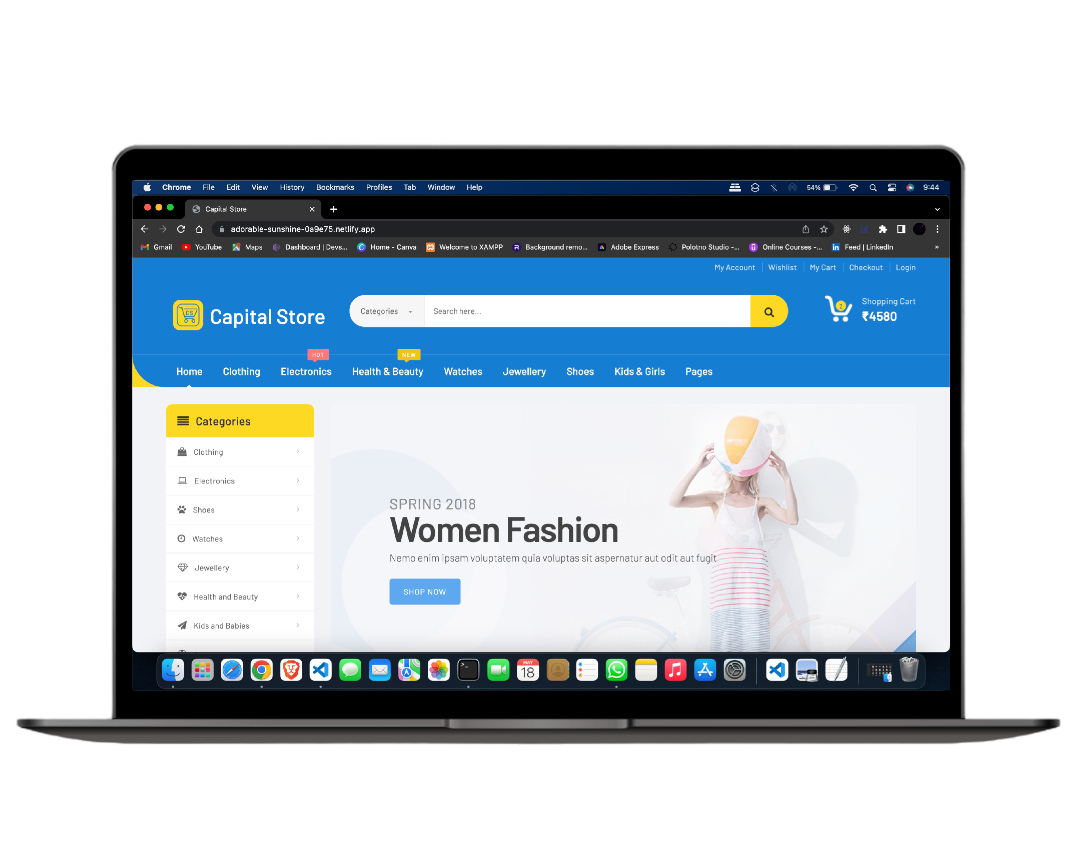 Chrome File Edit View History Bookmarks Profiles Tab Window Help 54% 9:44
Capital Store
adorable-sunshine-0a9e75.netlify.app
Gmail YouTube Maps Dashboard | Devs... Home - Canva Welcome to XAMPP Background remo... Adobe Express Polotno Studio -... Online Courses -... Feed | LinkedIn »
My Account Wishlist My Cart Checkout Login
CS Capital Store Categories Search here... 2 Shopping Cart
₹4580
HOT NEW
Home Clothing Electronics Health & Beauty Watches Jewellery Shoes Kids & Girls Pages
Categories
Clothing
Electronics
Shoes
Watches
Jewellery
Health and Beauty
Kids and Babies
SPRING 2018
Women Fashion
Nemo enim ipsam voluptatem quia voluptas sit aspernatur aut odit aut fugit
SHOP NOW
MAY
18